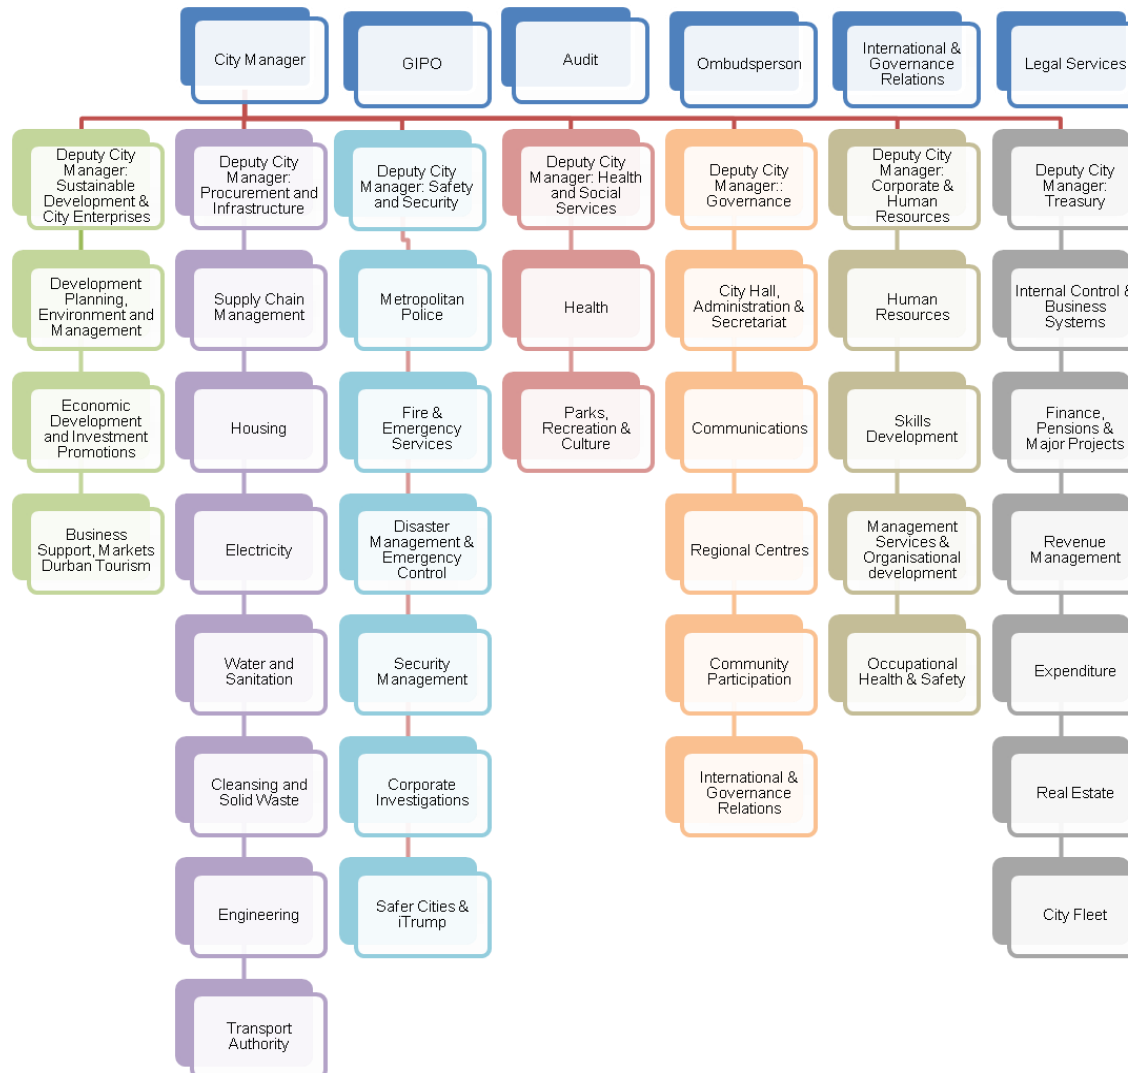 City Manager
GIPO
Audit
Ombudsperson
International &
Governance
Relations
Legal Services
Deputy City
Manager:
Sustainable
Development &
City Enterprises
Deputy City
Manager:
Procurement and
Infrastructure
Deputy City
Manager: Safety
and Security
Deputy City
Manager: Health
and Social
Services
Deputy City
Manager::
Governance
Deputy City
Manager:
Corporate &
Human
Resources
Deputy City
Manager:
Treasury
Development
Planning,
Environment and
Management
Supply Chain
Management
Metropolitan
Police
Health
City Hall,
Administration &
Secretariat
Human
Resources
Internal Control &
Business
Systems
Economic
Development
and Investment
Promotions
Housing
Fire &
Emergency
Services
Parks,
Recreation &
Culture
Communications
Skills
Development
Finance,
Pensions &
Major Projects
Business
Support, Markets
Durban Tourism
Electricity
Disaster
Management &
Emergency
Control
Regional Centres
Management
Services &
Organisational
development
Revenue
Management
Water and
Sanitation
Security
Management
Community
Participation
Occupational
Health & Safety
Expenditure
Cleansing and
Solid Waste
Corporate
Investigations
International &
Governance
Relations
Real Estate
Engineering
Safer Cities &
iTrump
City Fleet
Transport
Authority